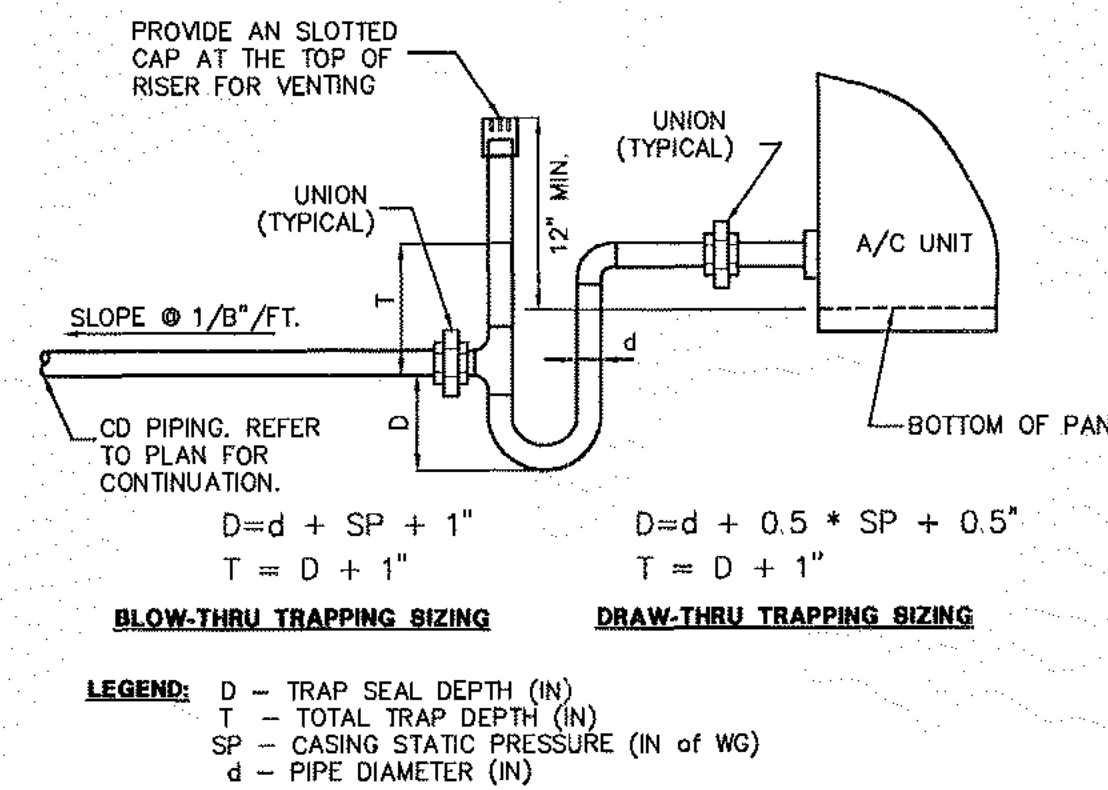 PROVIDE AN SLOTTED
CAP AT THE TOP OF
RISER FOR VENTING
UNION
(TYPICAL)
12" MIN.
UNION
(TYPICAL)
A/C UNIT
T
SLOPE @ 1/8"/FT.
d
D
CD PIPING. REFER
TO PLAN FOR
CONTINUATION.
BOTTOM OF PAN
D=d + SP + 1"
T = D + 1"
BLOW-THRU TRAPPING SIZING
D=d + 0.5 * SP + 0.5"
T = D + 1"
DRAW-THRU TRAPPING SIZING
LEGEND: D – TRAP SEAL DEPTH (IN)
T – TOTAL TRAP DEPTH (IN)
SP – CASING STATIC PRESSURE (IN of WG)
d – PIPE DIAMETER (IN)